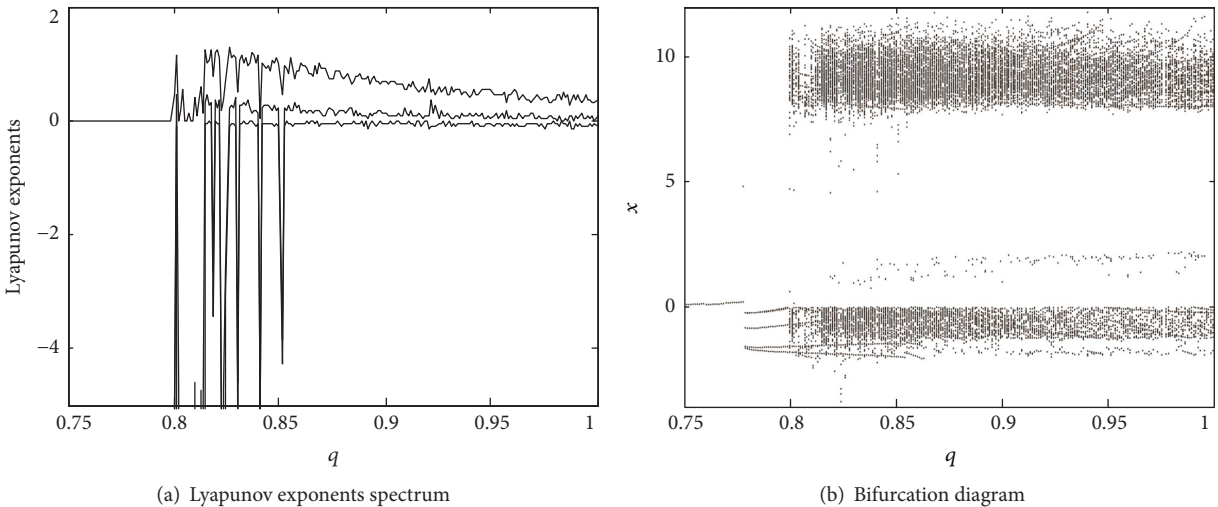 2
0
−2
−4
Lyapunov exponents
0.75 0.8 0.85 0.9 0.95 1
q
(a) Lyapunov exponents spectrum
10
5
0
x
0.75 0.8 0.85 0.9 0.95 1
q
(b) Bifurcation diagram